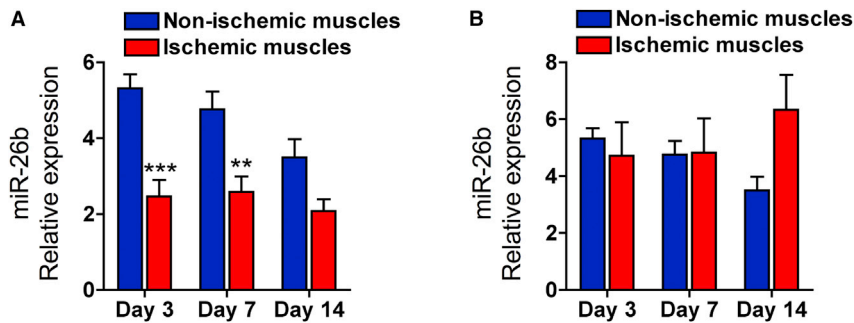 A
Non-ischemic muscles
Ischemic muscles
miR-26b
Relative expression
6
4
2
0
***
**
Day 3 Day 7 Day 14
B
Non-ischemic muscles
Ischemic muscles
miR-26b
Relative expression
8
6
4
2
0
Day 3 Day 7 Day 14